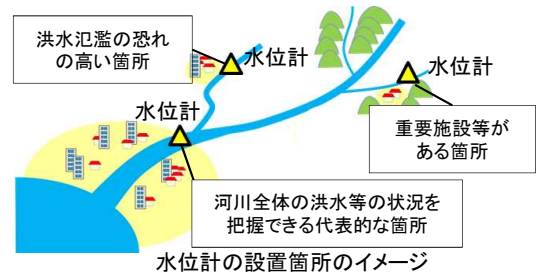 洪水氾濫の恐れ
の高い箇所
水位計
水位計
水位計
重要施設等が
ある箇所
河川全体の洪水等の状況を
把握できる代表的な箇所
水位計の設置箇所のイメージ